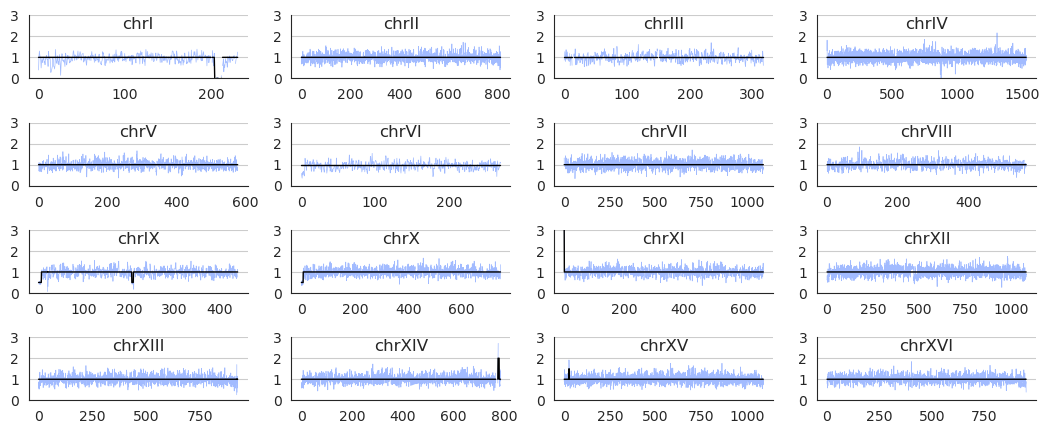 3 chrI 3 chrII 3 chrIII 3 chrIV
2 2 2 2
1 1 1 1
0 0 0 0
0 100 200 0 200 400 600 800 0 100 200 300 0 500 1000 1500
3 chrV 3 chrVI 3 chrVII 3 chrVIII
2 2 2 2
1 1 1 1
0 0 0 0
0 200 400 600 0 100 200 0 250 500 750 1000 0 200 400
3 chrIX 3 chrX 3 chrXI 3 chrXII
2 2 2 2
1 1 1 1
0 0 0 0
0 100 200 300 400 0 200 400 600 0 200 400 600 0 250 500 750 1000
3 chrXIII 3 chrXIV 3 chrXV 3 chrXVI
2 2 2 2
1 1 1 1
0 0 0 0
0 250 500 750 0 200 400 600 800 0 250 500 750 1000 0 250 500 750